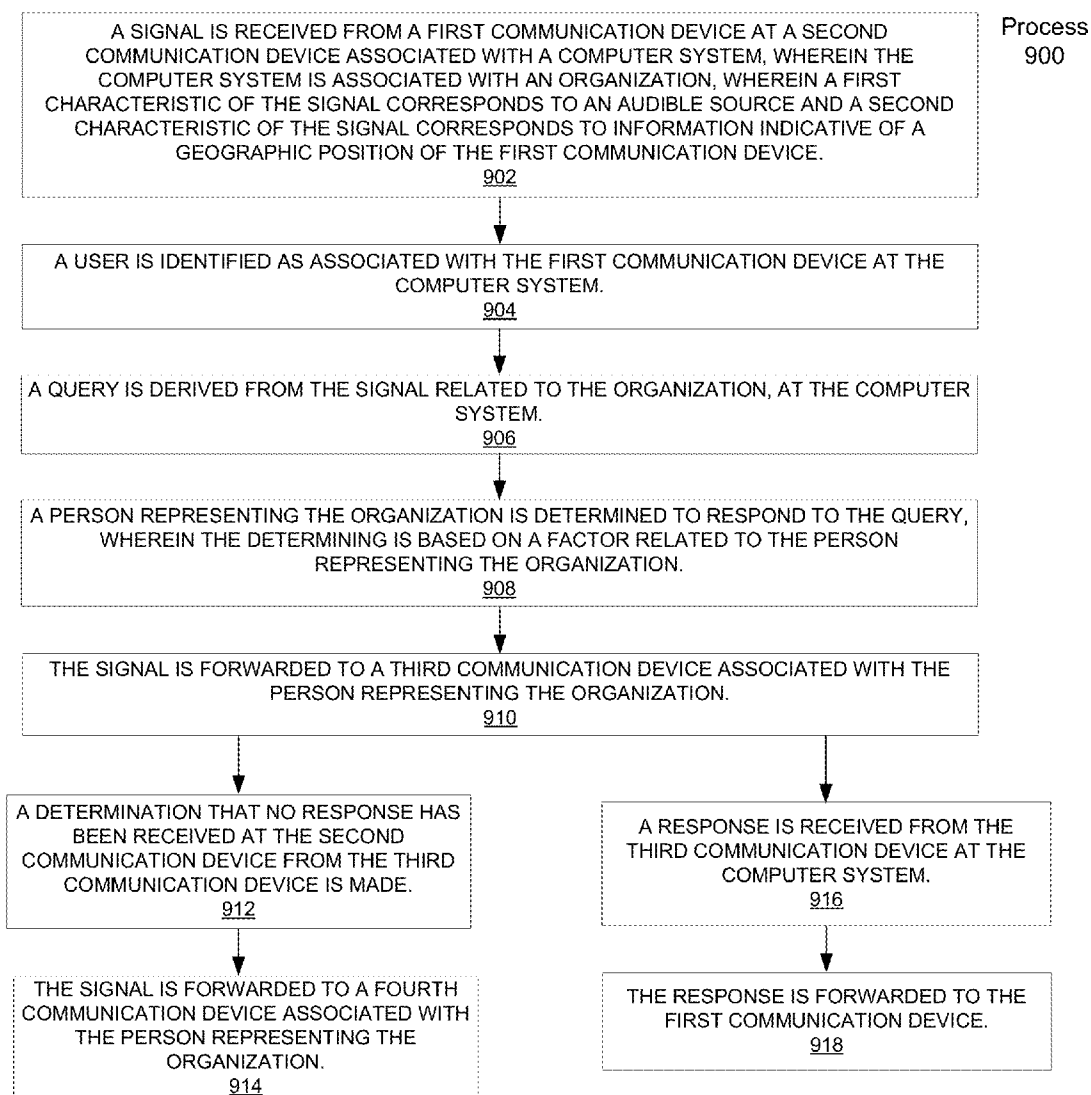 Process
900
A SIGNAL IS RECEIVED FROM A FIRST COMMUNICATION DEVICE AT A SECOND
COMMUNICATION DEVICE ASSOCIATED WITH A COMPUTER SYSTEM, WHEREIN THE
COMPUTER SYSTEM IS ASSOCIATED WITH AN ORGANIZATION, WHEREIN A FIRST
CHARACTERISTIC OF THE SIGNAL CORRESPONDS TO AN AUDIBLE SOURCE AND A SECOND
CHARACTERISTIC OF THE SIGNAL CORRESPONDS TO INFORMATION INDICATIVE OF A
GEOGRAPHIC POSITION OF THE FIRST COMMUNICATION DEVICE.
902
A USER IS IDENTIFIED AS ASSOCIATED WITH THE FIRST COMMUNICATION DEVICE AT THE
COMPUTER SYSTEM.
904
A QUERY IS DERIVED FROM THE SIGNAL RELATED TO THE ORGANIZATION, AT THE COMPUTER
SYSTEM.
906
A PERSON REPRESENTING THE ORGANIZATION IS DETERMINED TO RESPOND TO THE QUERY,
WHEREIN THE DETERMINING IS BASED ON A FACTOR RELATED TO THE PERSON
REPRESENTING THE ORGANIZATION.
908
THE SIGNAL IS FORWARDED TO A THIRD COMMUNICATION DEVICE ASSOCIATED WITH THE
PERSON REPRESENTING THE ORGANIZATION.
910
A DETERMINATION THAT NO RESPONSE HAS
BEEN RECEIVED AT THE SECOND
COMMUNICATION DEVICE FROM THE THIRD
COMMUNICATION DEVICE IS MADE.
912
THE SIGNAL IS FORWARDED TO A FOURTH
COMMUNICATION DEVICE ASSOCIATED WITH
THE PERSON REPRESENTING THE
ORGANIZATION.
914
A RESPONSE IS RECEIVED FROM THE
THIRD COMMUNICATION DEVICE AT THE
COMPUTER SYSTEM.
916
THE RESPONSE IS FORWARDED TO THE
FIRST COMMUNICATION DEVICE.
918